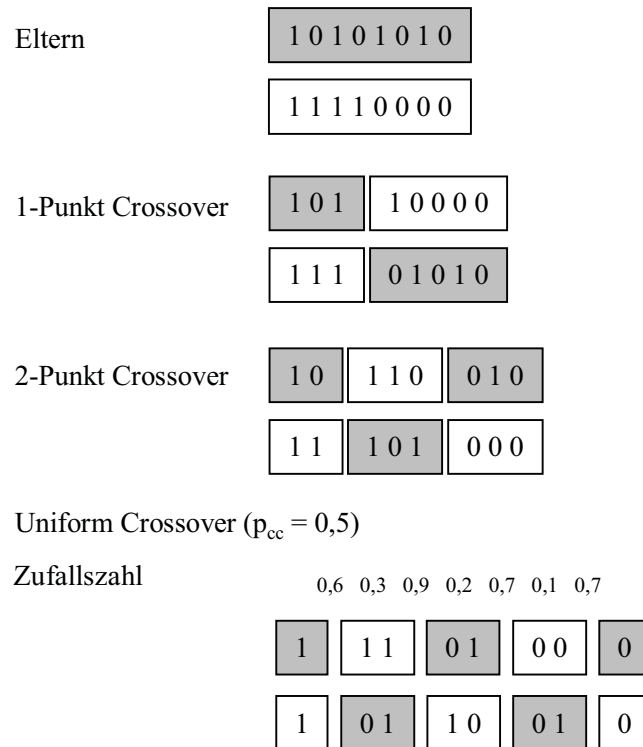 Eltern
1 0 1 0 1 0 1 0
1 1 1 1 0 0 0 0
1-Punkt Crossover
1 0 1 1 0 0 0 0
1 1 1 0 1 0 1 0
2-Punkt Crossover
1 0 1 1 0 0 1 0
1 1 1 0 1 0 0 0
Uniform Crossover (pcc = 0,5)
Zufallszahl 0,6 0,3 0,9 0,2 0,7 0,1 0,7
1 1 1 0 1 0 0 0
1 0 1 1 0 0 1 0